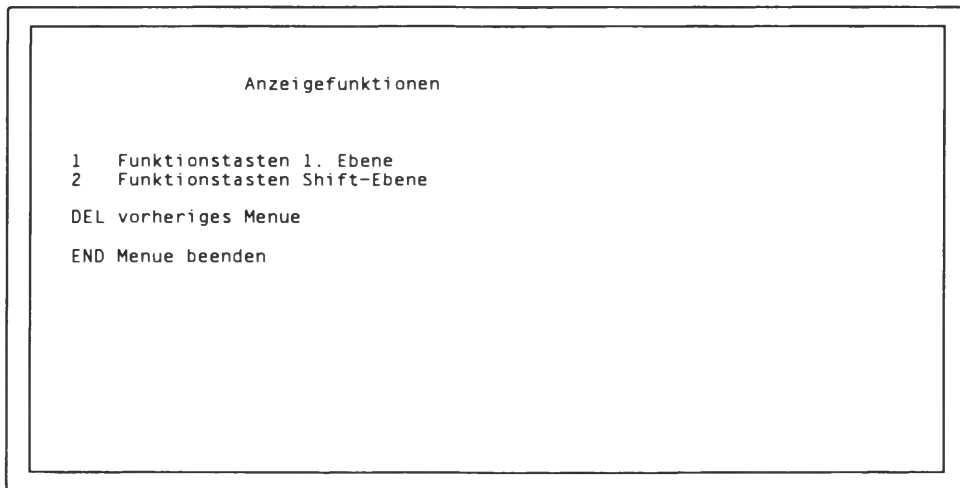 Anzeigefunktionen
1 Funktionstasten 1. Ebene
2 Funktionstasten Shift-Ebene
DEL vorheriges Menue
END Menue beenden